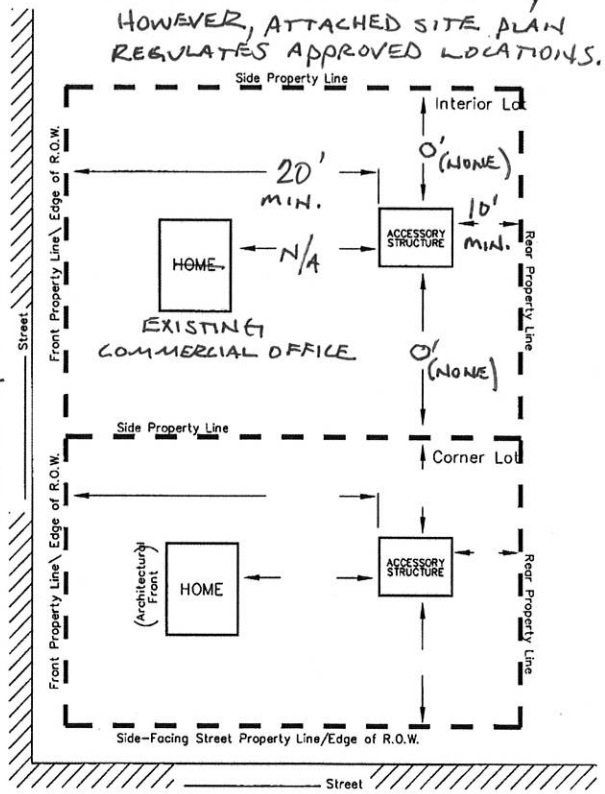 HOWEVER, ATTACHED SITE PLAN
REGULATES APPROVED LOCATIONS.
Side Property Line
Interior Lot
Front Property Line\ Edge of R.O.W.
0' (NONE)
20'
MIN.
ACCESSORY
STRUCTURE
10'
MIN.
HOME
N/A
EXISTING
COMMERCIAL OFFICE
0'
(NONE)
Rear Property Line
Street
Side Property Line
Corner Lot
Front Property Line\ Edge of R.O.W.
(Architectural
Front)
HOME
ACCESSORY
STRUCTURE
Rear Property Line
Side-Facing Street Property Line/Edge of R.O.W.
Street